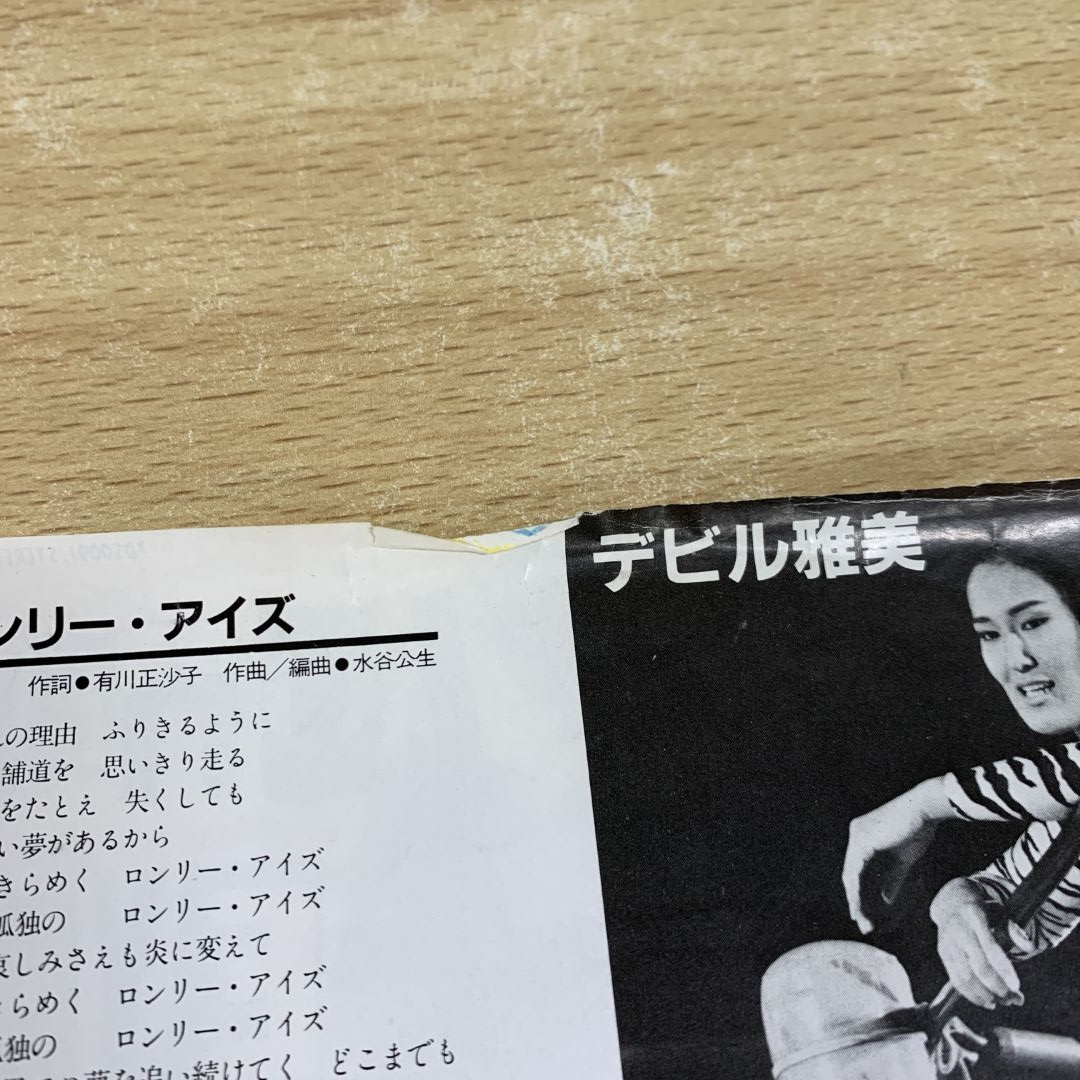 ンリー・アイズ
作詞●有川正沙子　作曲／編曲●水谷公生
の理由　ふりきるように
舗道を　思いきり走る
をたとえ　失くしても
い夢があるから
きらめく　ロンリー・アイズ
孤独の　ロンリー・アイズ
哀しみさえも炎に変えて
きらめく　ロンリー・アイズ
孤独の　ロンリー・アイズ
夢を追い続けてく　どこまでも
デビル雅美